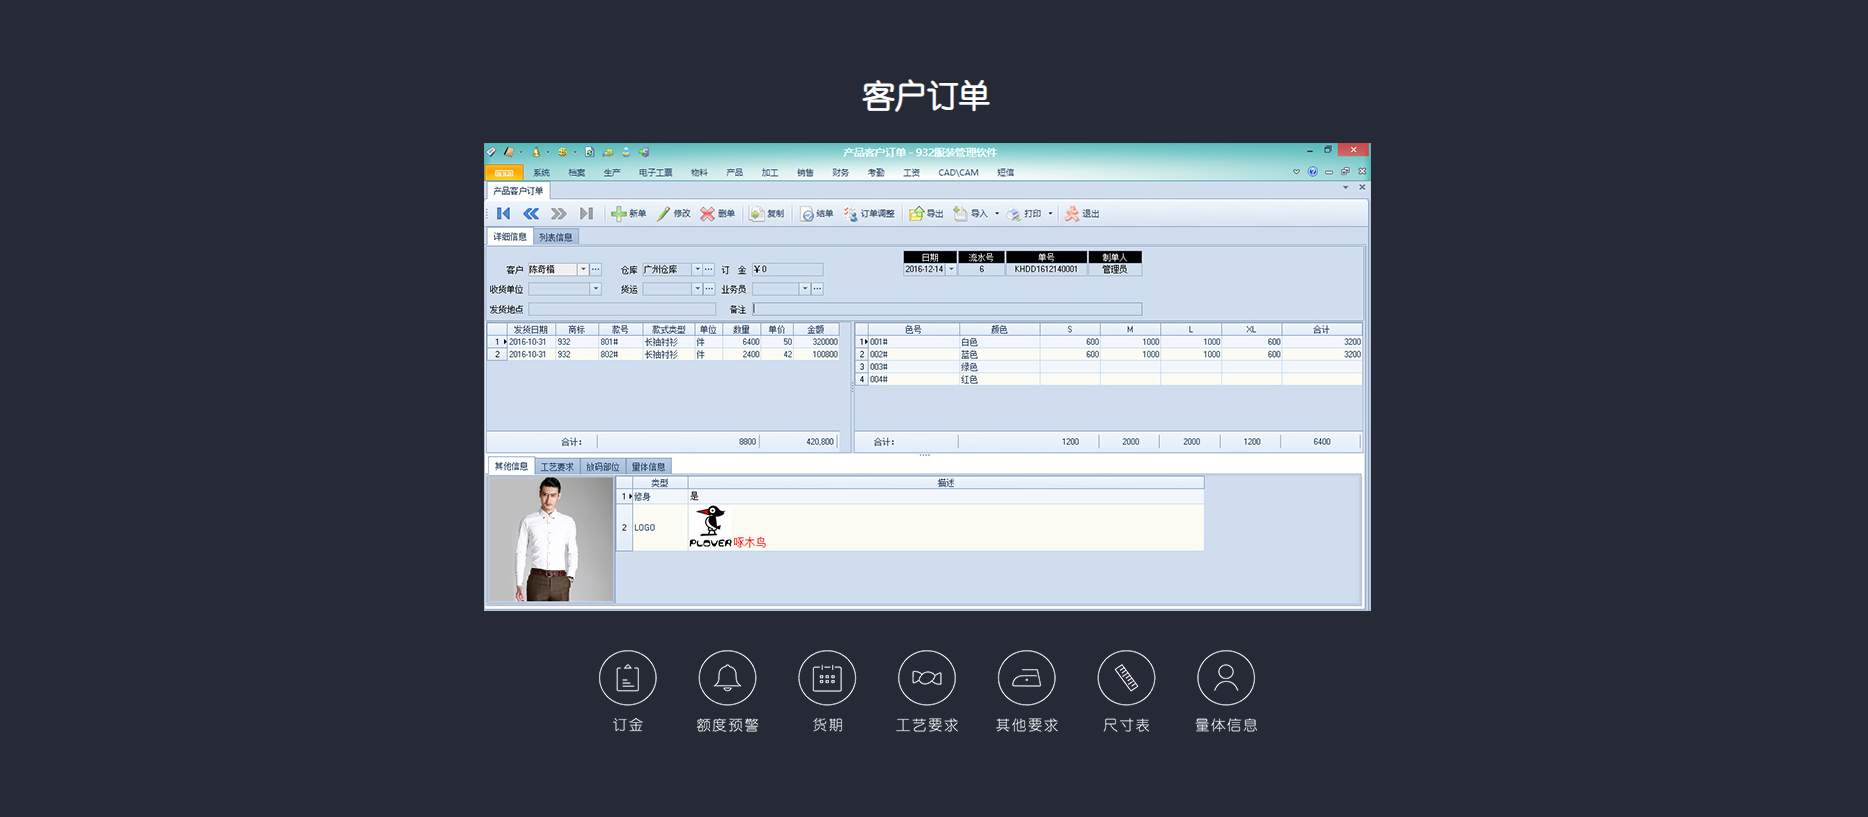 客户订单
产品客户订单 - 932服装管理软件
系统 档案 生产 电子工票 物料 产品 加工 销售 财务 考勤 工资 CAD\CAM 短信
产品客户订单
新单 修改 删单 复制 结单 订单调整 导出 导入 打印 退出
详细信息 列表信息
日期 流水号 单号 制单人
客户 陈奇楠 仓库 广州仓库 订 金 ¥0 2016-12-14 6 KHDD1612140001 管理员
收货单位 货运 业务员
发货地点 备注
发货日期 商标 款号 款式类型 单位 数量 单价 金额 色号 颜色 S M L XL 合计
1 2016-10-31 932 801# 长袖衬衫 件 6400 50 320000 1 001# 白色 600 1000 1000 600 3200
2 2016-10-31 932 802# 长袖衬衫 件 2400 42 100800 2 002# 蓝色 600 1000 1000 600 3200
3 003# 绿色
4 004# 红色
合计: 8800 420,800 合计: 1200 2000 2000 1200 6400
其他信息 工艺要求 放码部位 量体信息
类型 描述
1 修身 是
2 LOGO PLOVER 啄木鸟
订金 额度预警 货期 工艺要求 其他要求 尺寸表 量体信息